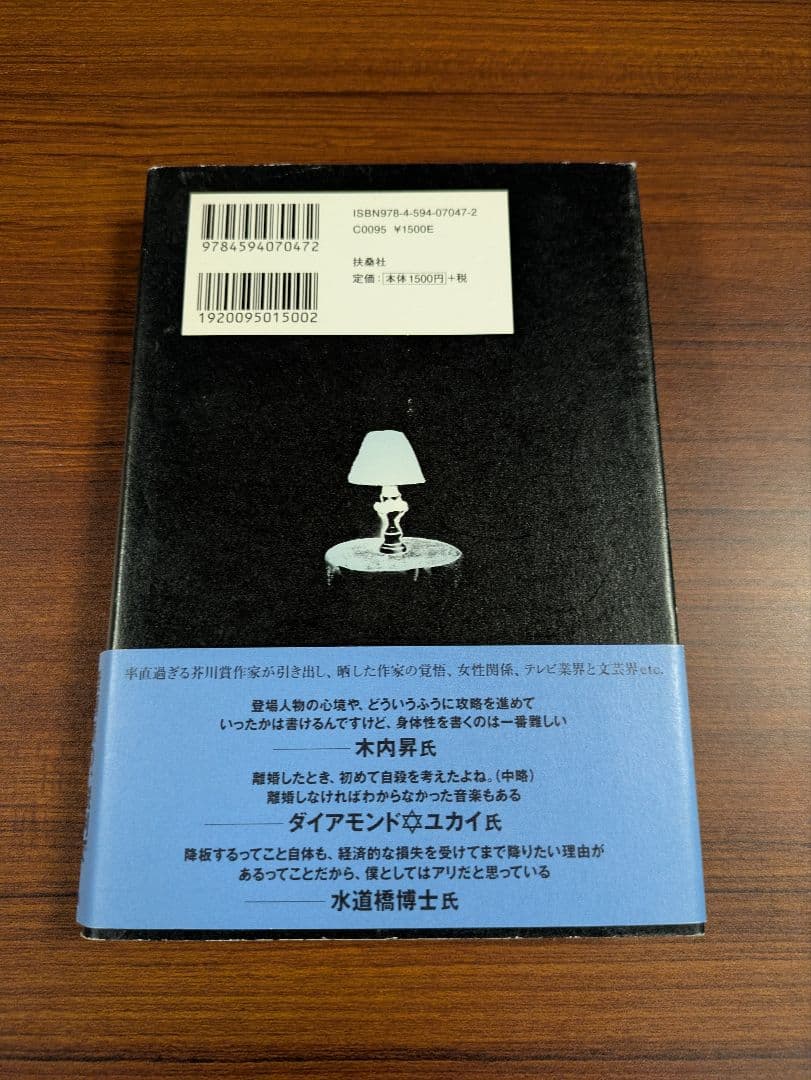 ISBN978-4-594-07047-2
C0095 ¥1500E
9784594070472
扶桑社
定価：本体1500円＋税
1920095015002
率直過ぎる芥川賞作家が引き出し、晒した作家の覚悟、女性関係、テレビ業界と文芸界etc.
登場人物の心境や、どういうふうに攻略を進めて
いったかは書けるんですけど、身体性を書くのは一番難しい
木内昇氏
離婚したとき、初めて自殺を考えたよね。（中略）
離婚しなければわからなかった音楽もある
ダイアモンド✡ユカイ氏
降板するってこと自体も、経済的な損失を受けてまで降りたい理由が
あるってことだから、僕としてはアリだと思っている
水道橋博士氏